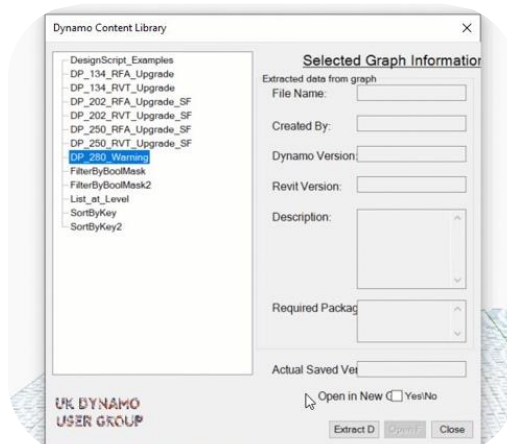 Dynamo Content Library
DesignScript_Examples
DP_134_RFA_Upgrade
DP_134_RVT_Upgrade
DP_202_RFA_Upgrade_SF
DP_202_RVT_Upgrade_SF
DP_250_RFA_Upgrade_SF
DP_250_RVT_Upgrade_SF
DP_280_Warning
FilterByBoolMask
FilterByBoolMask2
List_at_Level
SortByKey
SortByKey2
Selected Graph Information
Extracted data from graph
File Name:
Created By:
Dynamo Version:
Revit Version:
Description:
Required Packag
Actual Saved Ver
Open in New
Yes\No
Extract D
Open
Close
UK DYNAMO
USER GROUP